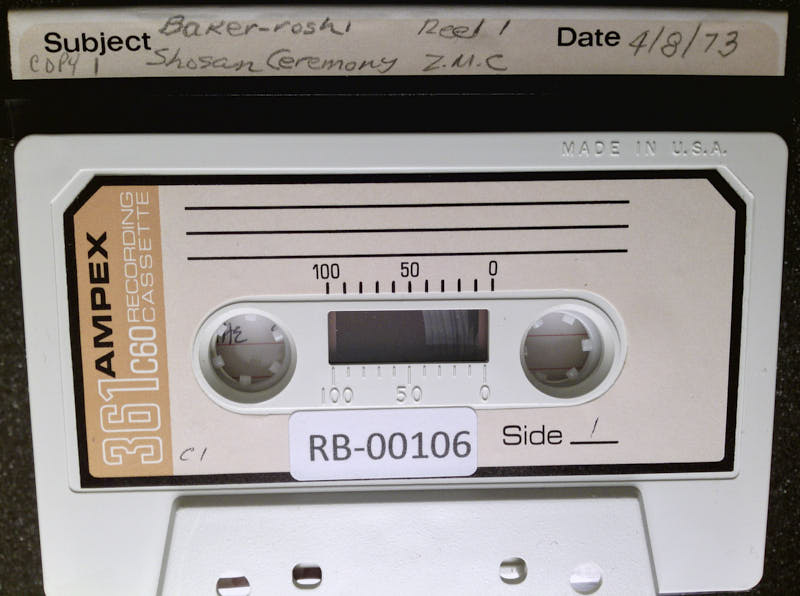 Subject Baker-roshi Reel 1 Date 4/8/73
COPY 1 Shosan Ceremony Z.M.C
MADE IN U.S.A.
AMPEX
361 C60 RECORDING CASSETTE
100 50 0
100 50 0
RB-00106
Side 1
C1